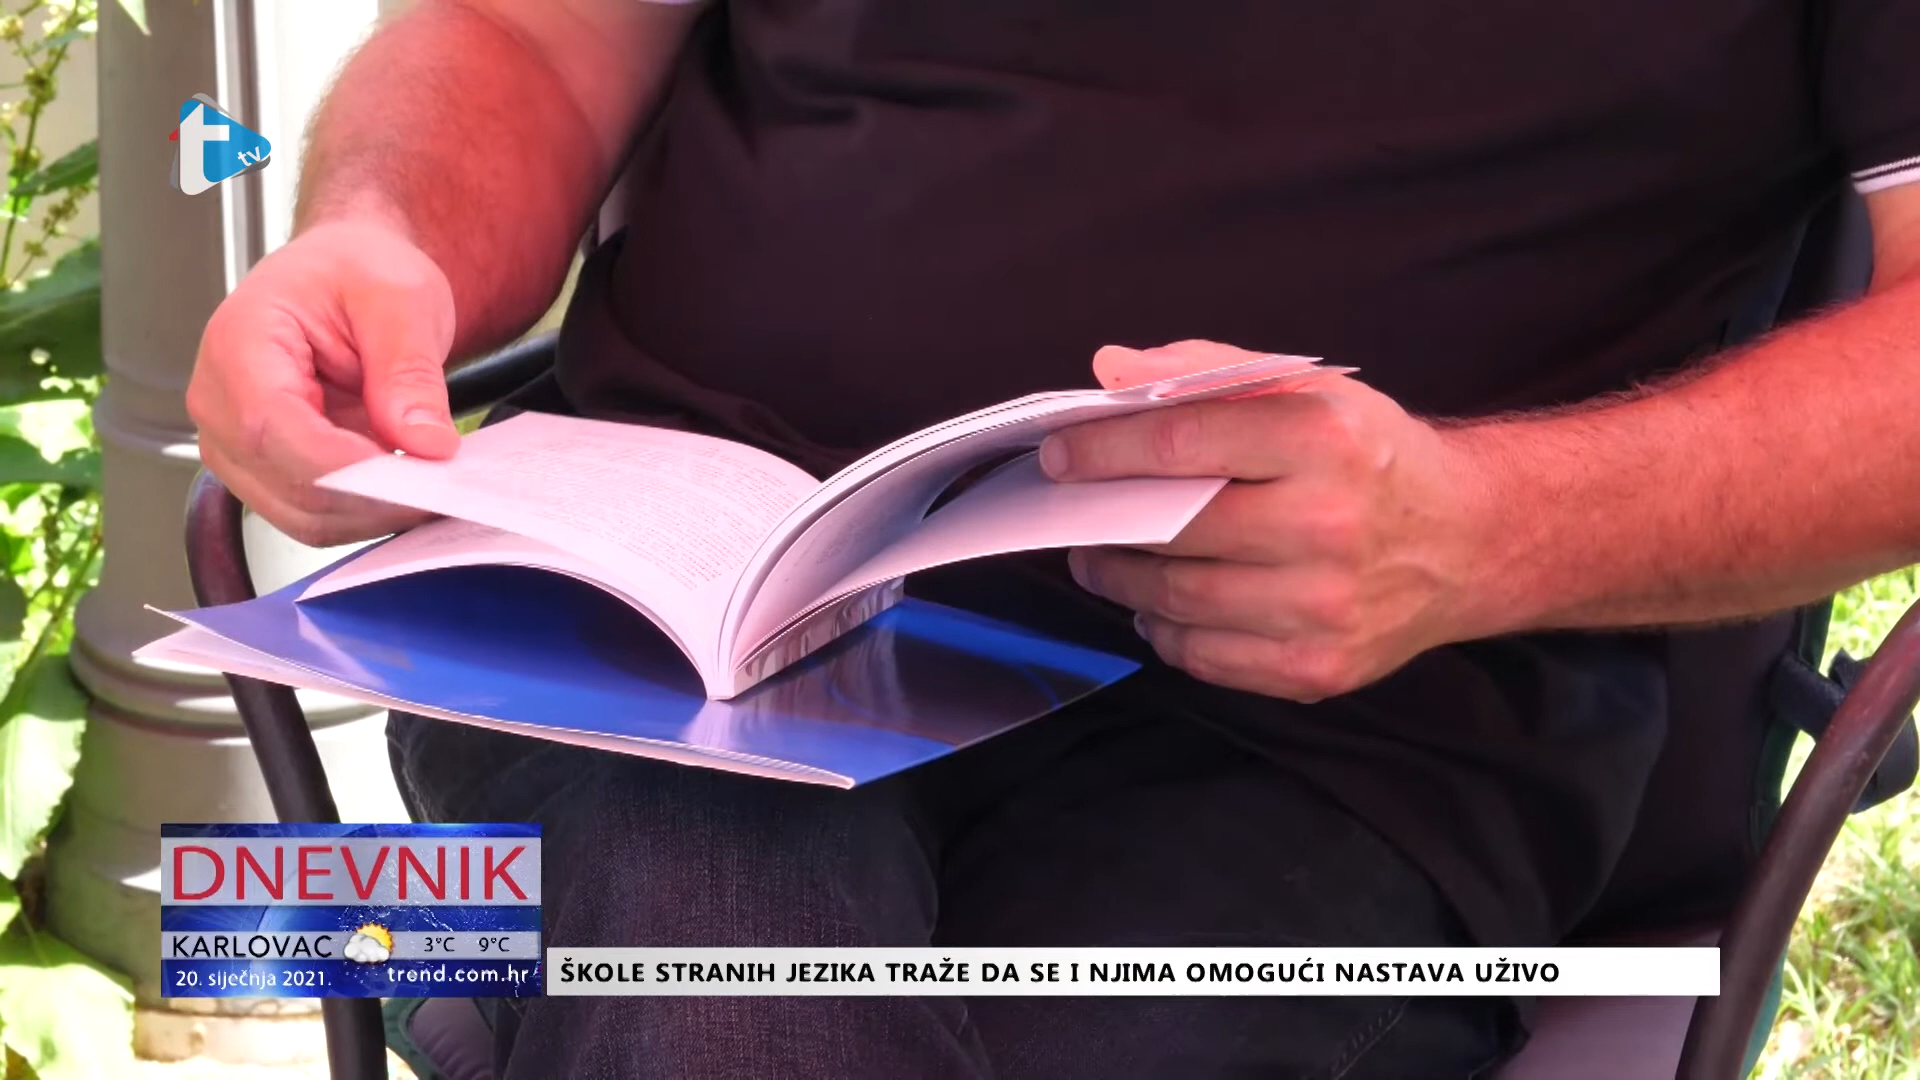 t tv
DNEVNIK
KARLOVAC 3°C 9°C
20. siječnja 2021. trend.com.hr
ŠKOLE STRANIH JEZIKA TRAŽE DA SE I NJIMA OMOGUĆI NASTAVA UŽIVO